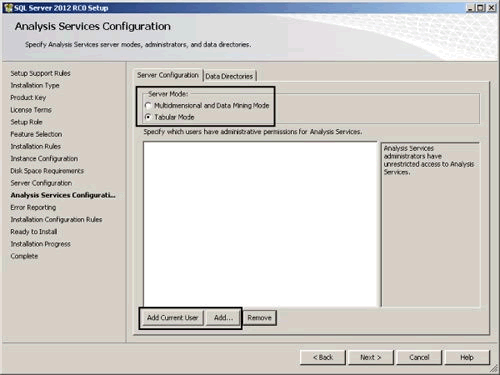 SQL Server 2012 RC0 Setup
Analysis Services Configuration
Specify Analysis Services server modes, administrators, and data directories.
Setup Support Rules
Installation Type
Product Key
License Terms
Setup Role
Feature Selection
Installation Rules
Instance Configuration
Disk Space Requirements
Server Configuration
Analysis Services Configurati...
Error Reporting
Installation Configuration Rules
Ready to Install
Installation Progress
Complete
Server Configuration
Data Directories
Server Mode:
Multidimensional and Data Mining Mode
Tabular Mode
Specify which users have administrative permissions for Analysis Services.
Analysis Services
administrators have
unrestricted access to Analysis
Services.
Add Current User
Add...
Remove
< Back
Next >
Cancel
Help